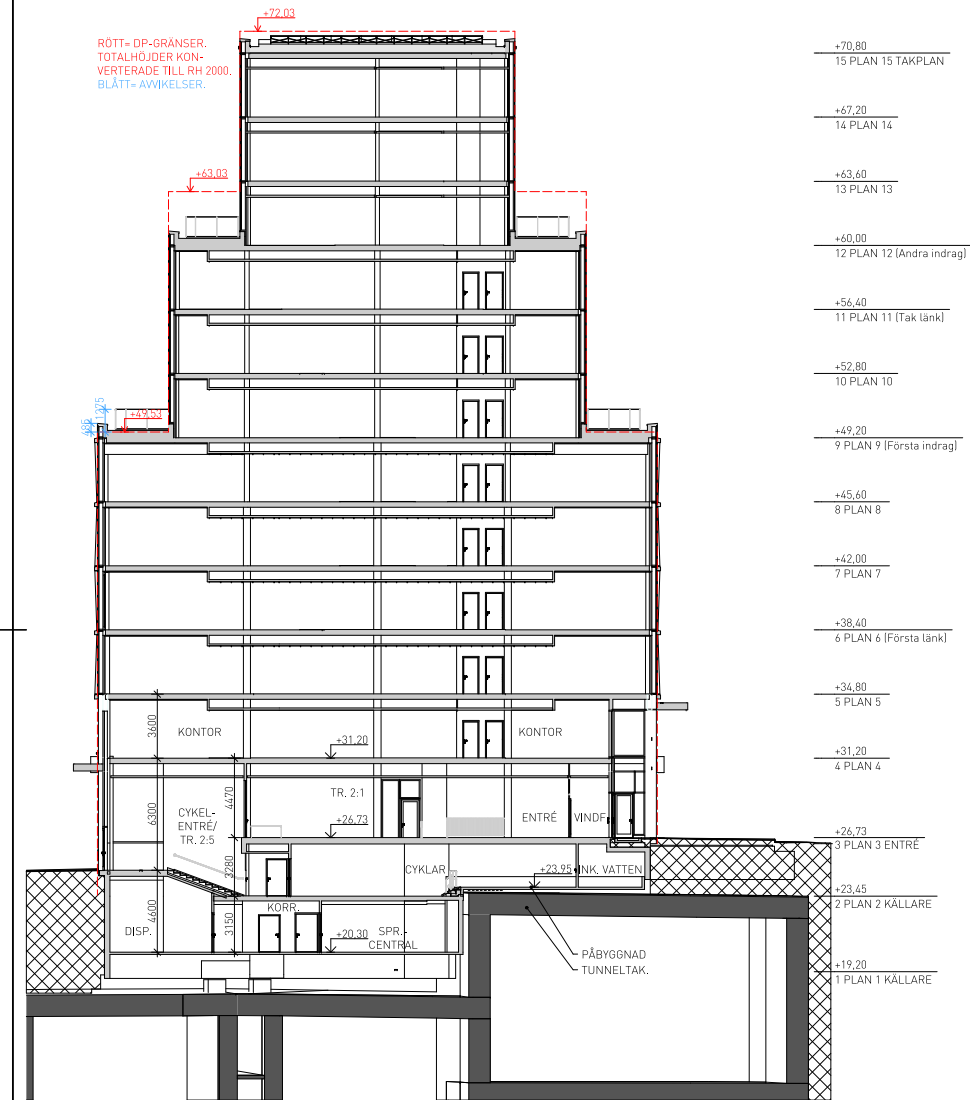 +72,03
RÖTT= DP-GRÄNSER.
TOTALHÖJDER KON-
VERTERADE TILL RH 2000.
BLÅTT= AVVIKELSER.
+70,80
15 PLAN 15 TAKPLAN
+67,20
14 PLAN 14
+63,03
+63,60
13 PLAN 13
+60,00
12 PLAN 12 (Andra indrag)
+56,40
11 PLAN 11 (Tak länk)
+52,80
10 PLAN 10
1275
+49,53
+49,20
9 PLAN 9 (Första indrag)
+45,60
8 PLAN 8
+42,00
7 PLAN 7
+38,40
6 PLAN 6 (Första länk)
+34,80
5 PLAN 5
3600
KONTOR
KONTOR
+31,20
+31,20
4 PLAN 4
6300
4470
TR. 2:1
CYKEL-
ENTRÉ/
TR. 2:5
+26,73
ENTRÉ
VINDF.
+26,73
3 PLAN 3 ENTRÉ
3280
CYKLAR
+23,95
INK. VATTEN
+23,45
2 PLAN 2 KÄLLARE
4600
3150
KORR.
DISP.
SPR.-
CENTRAL
+20,30
PÅBYGGNAD
TUNNELTAK.
+19,20
1 PLAN 1 KÄLLARE